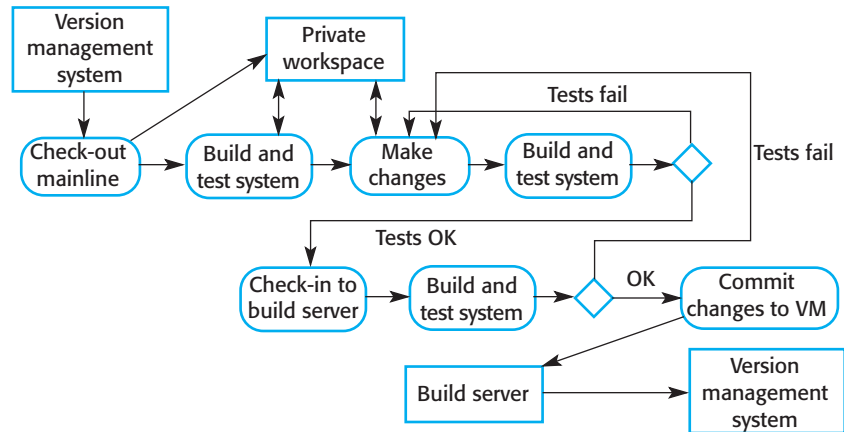 Version
management
system
Private
workspace
Tests fail
Check-out
mainline
Build and
test system
Make
changes
Build and
test system
Tests fail
Tests OK
Check-in to
build server
Build and
test system
OK
Commit
changes to VM
Build server
Version
management
system